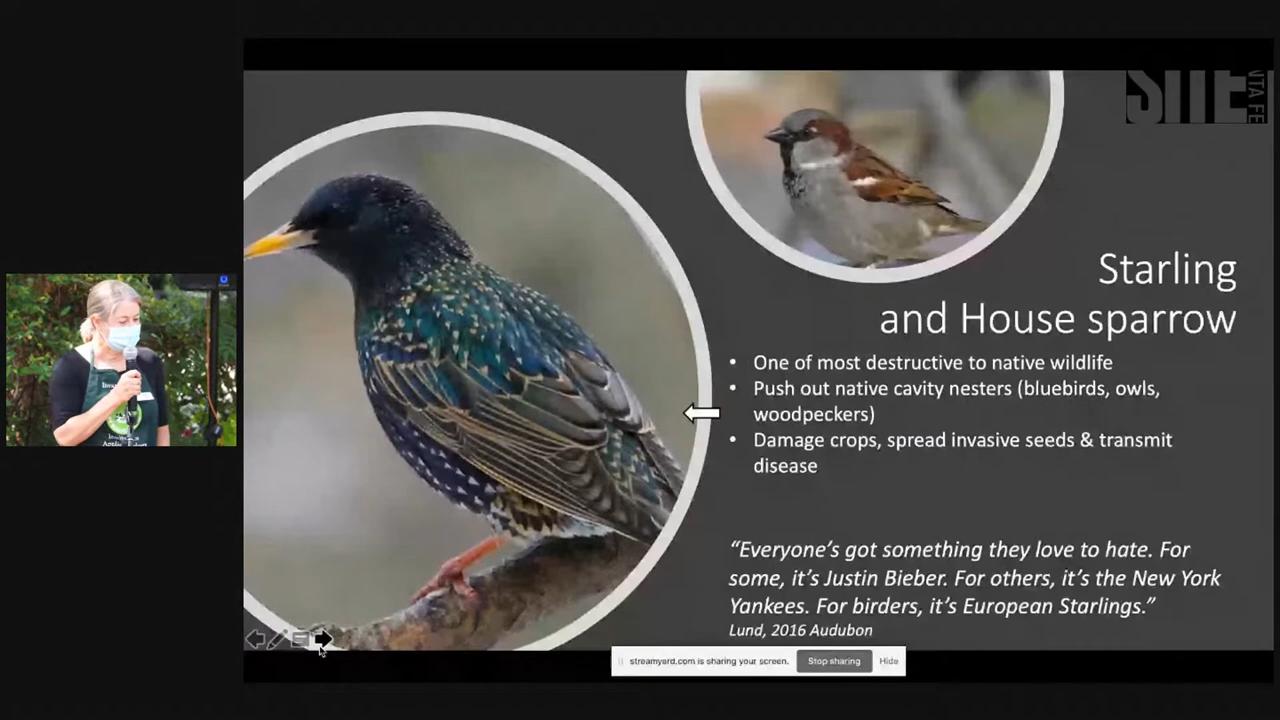 SITE
NTA FE
Starling
and House sparrow
• One of most destructive to native wildlife
• Push out native cavity nesters (bluebirds, owls,
woodpeckers)
• Damage crops, spread invasive seeds & transmit
disease
“Everyone’s got something they love to hate. For
some, it’s Justin Bieber. For others, it’s the New York
Yankees. For birders, it’s European Starlings.”
Lund, 2016 Audubon
streamyard.com is sharing your screen.
Stop sharing
Hide